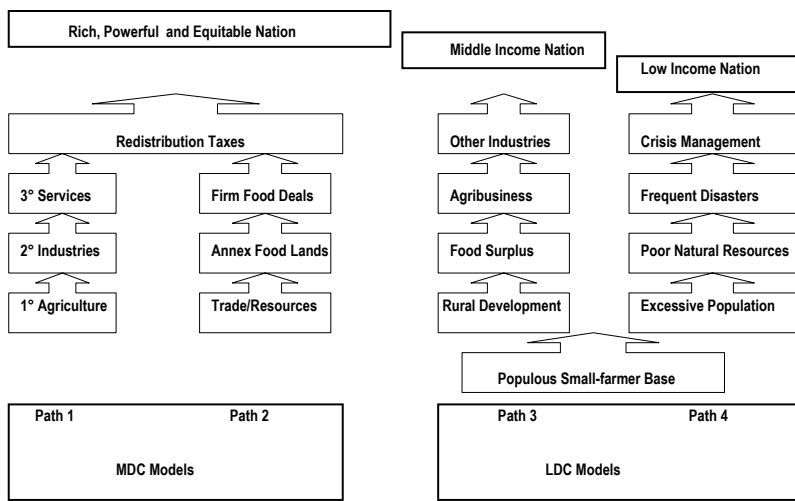 Rich, Powerful and Equitable Nation
Middle Income Nation
Low Income Nation
Redistribution Taxes
Other Industries
Crisis Management
3° Services
Firm Food Deals
Agribusiness
Frequent Disasters
2° Industries
Annex Food Lands
Food Surplus
Poor Natural Resources
1° Agriculture
Trade/Resources
Rural Development
Excessive Population
Populous Small-farmer Base
Path 1
Path 2
Path 3
Path 4
MDC Models
LDC Models